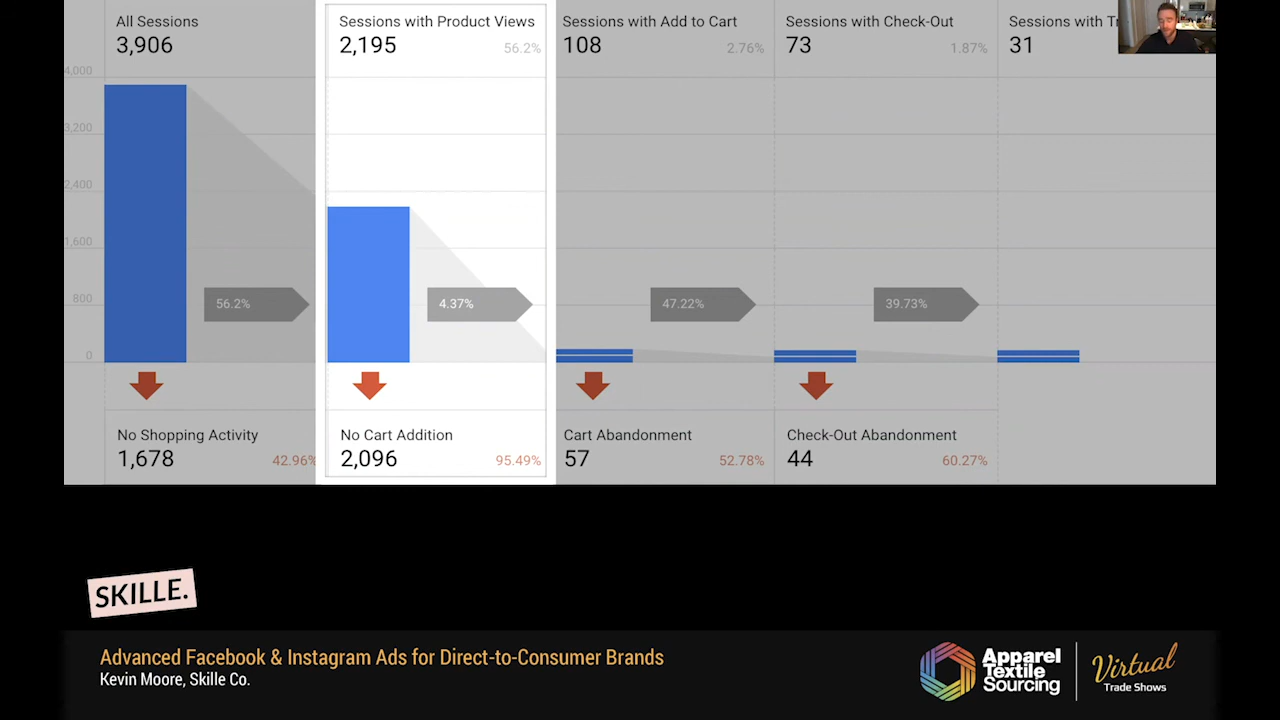 All Sessions
3,906
Sessions with Product Views
2,195
56.2%
Sessions with Add to Cart
108
2.76%
Sessions with Check-Out
73
1.87%
Sessions with
31
4,000
3,200
2,400
1,600
800
0
56.2%
4.37%
47.22%
39.73%
No Shopping Activity
1,678
42.96%
No Cart Addition
2,096
95.49%
Cart Abandonment
57
52.78%
Check-Out Abandonment
44
60.27%
SKILLE.
Advanced Facebook & Instagram Ads for Direct-to-Consumer Brands
Kevin Moore, Skille Co.
Apparel
Textile
Sourcing
Virtual
Trade Shows